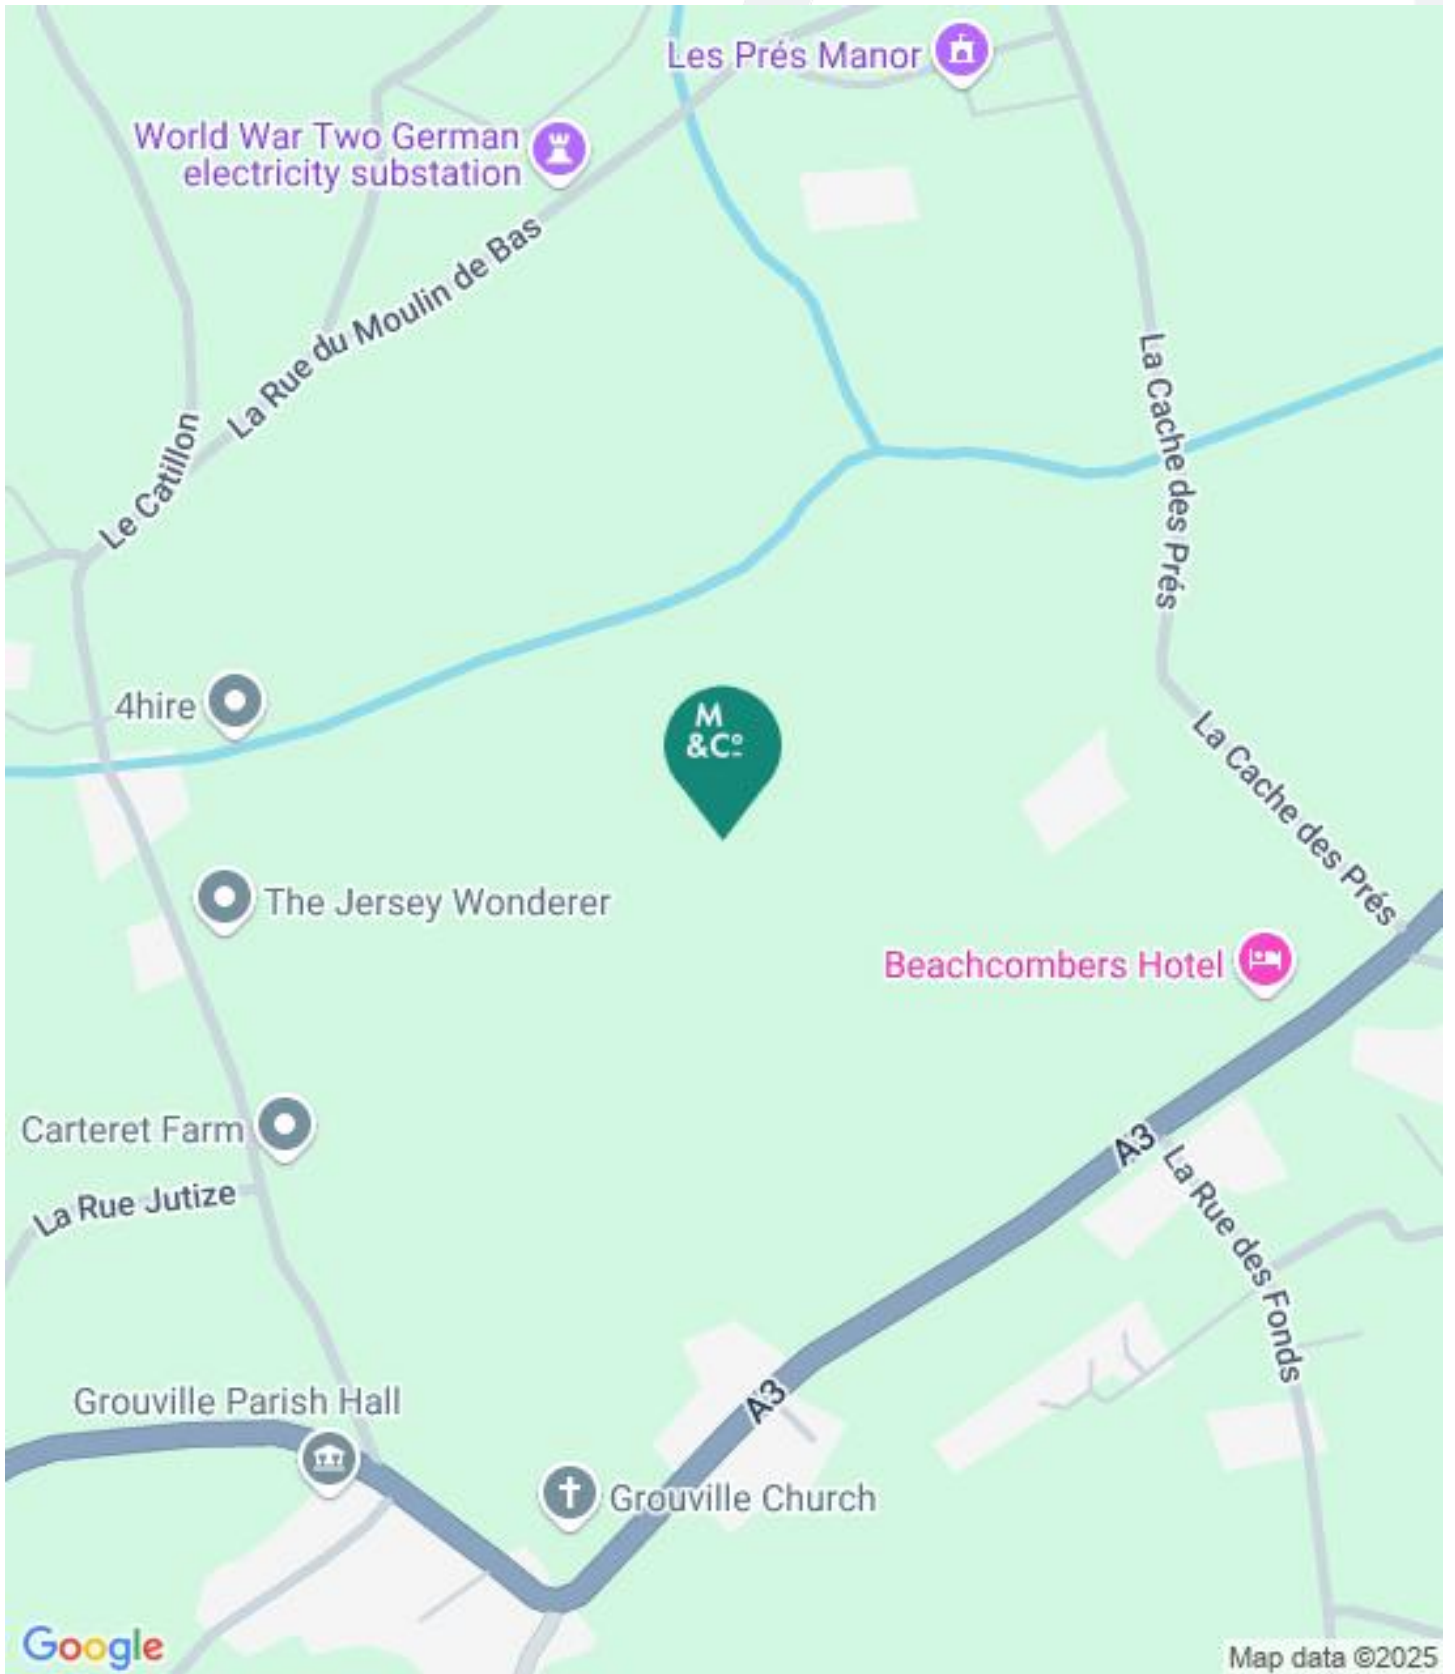 Les Prés Manor
World War Two German
electricity substation
La Rue du Moulin de Bas
La Cache des Prés
Le Catillon
4hire
M
&Cº
La Cache des Prés
The Jersey Wonderer
Beachcombers Hotel
Carteret Farm
A3
La Rue Jutize
La Rue des Fonds
Grouville Parish Hall
A3
Grouville Church
Google
Map data ©2025